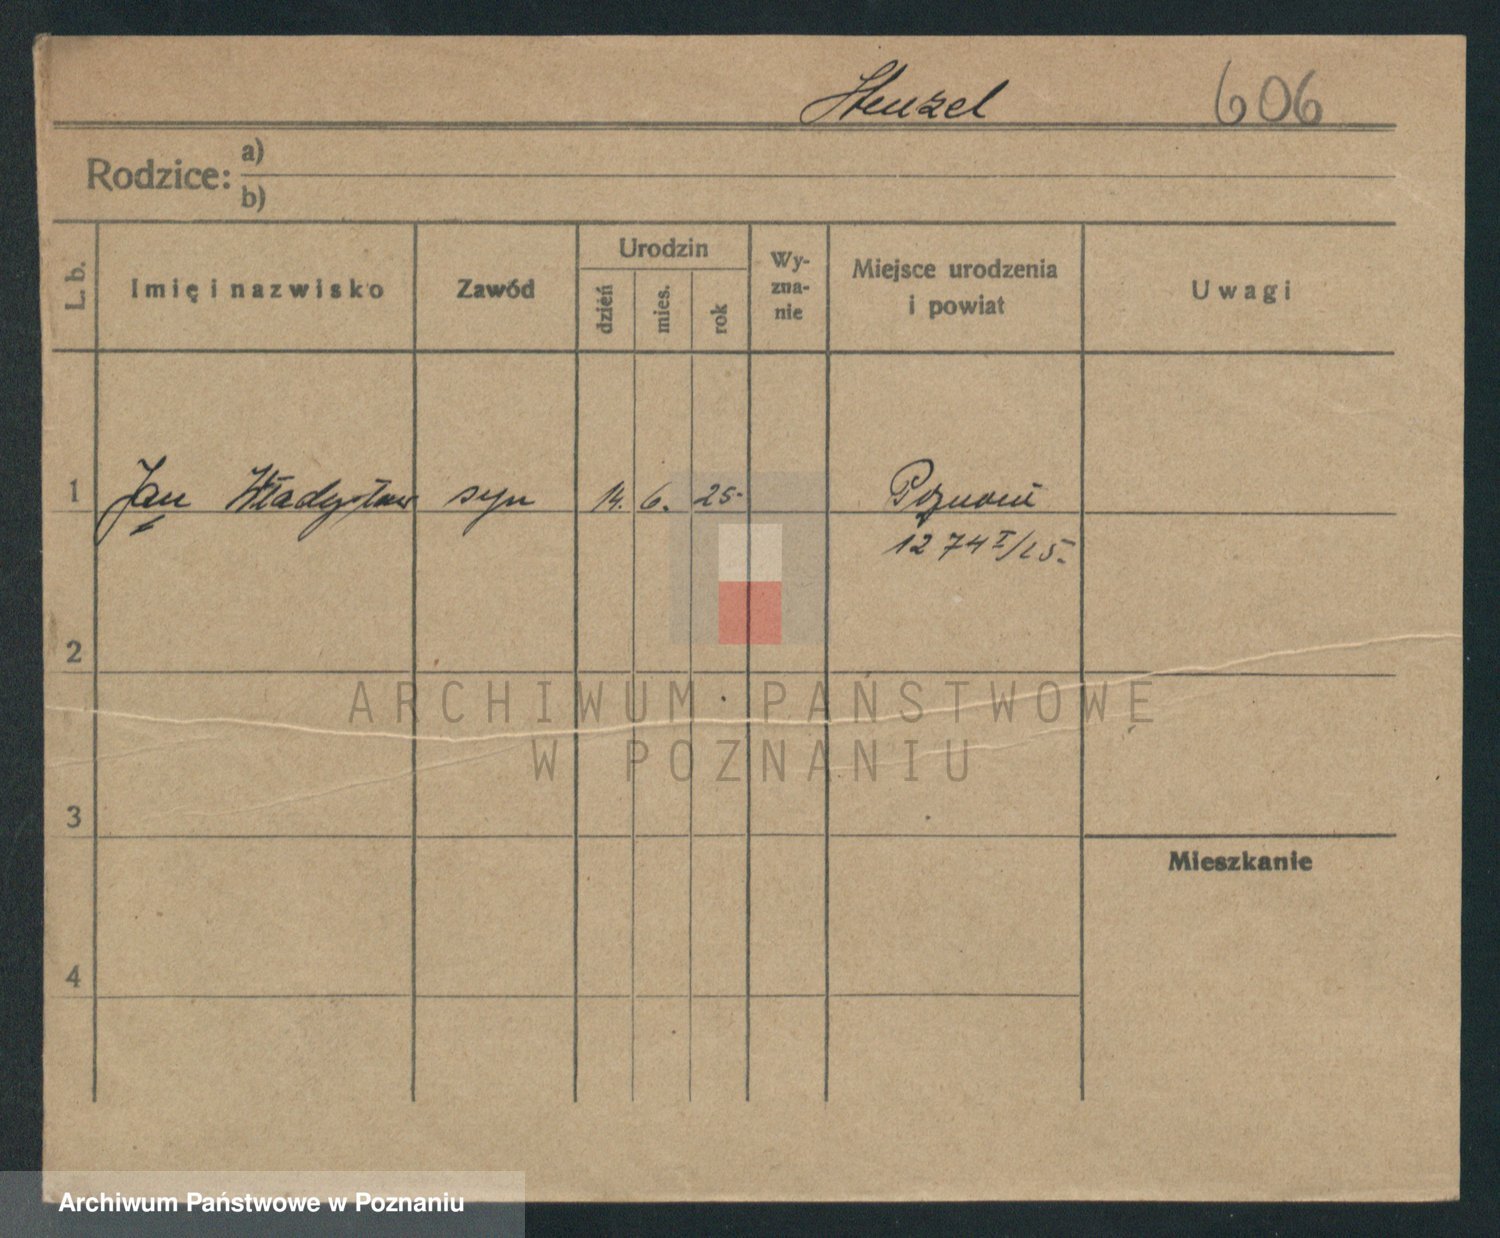 Stenzel 606
Rodzice: a)
b)
L. b.
Imię i nazwisko
Zawód
Urodzin
dzień
mies.
rok
Wy-
zna-
nie
Miejsce urodzenia
i powiat
Uwagi
1 Jan Władysław syn 14. 6. 25. Poznań
1274 I/25.
2
3
Mieszkanie
4
ARCHIWUM PAŃSTWOWE
W POZNANIU
Archiwum Państwowe w Poznaniu